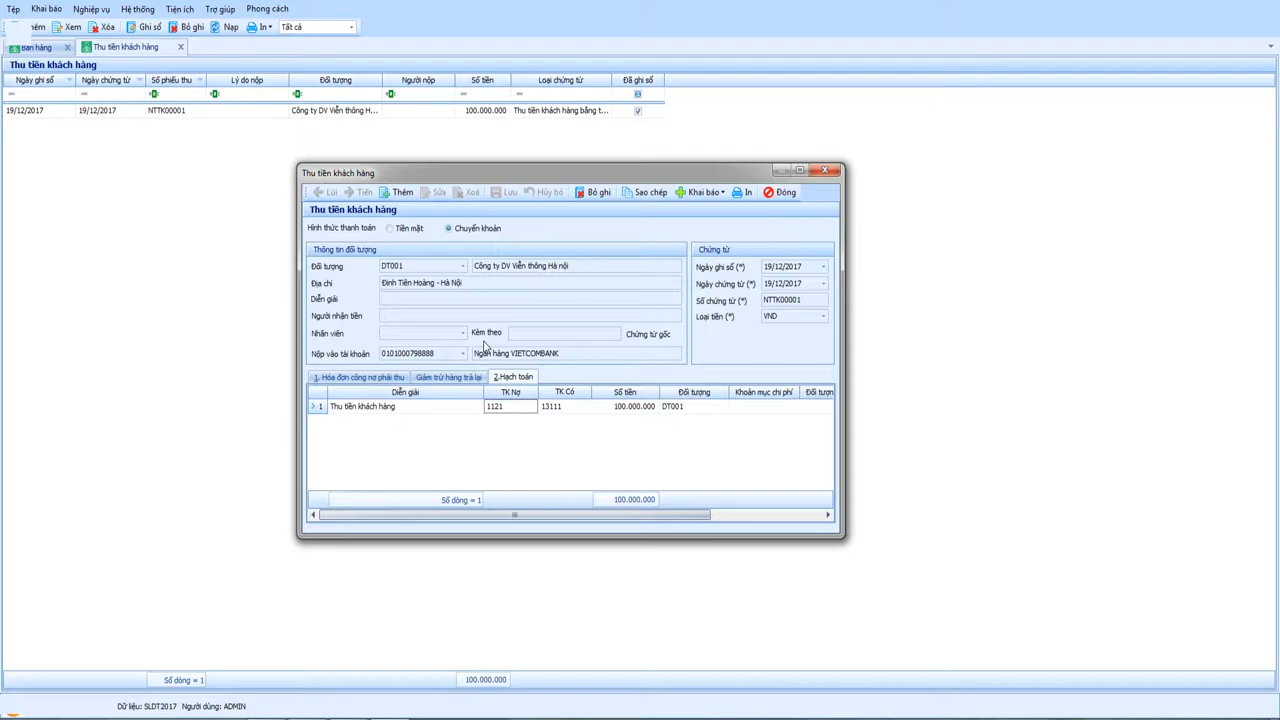 Tệp Khai báo Nghiệp vụ Hệ thống Tiện ích Trợ giúp Phong cách
hêm Xem Xóa Ghi sổ Bỏ ghi Nạp In Tất cả
Bán hàng Thu tiền khách hàng
Thu tiền khách hàng
Ngày ghi sổ Ngày chứng từ Số phiếu thu Lý do nộp Đối tượng Người nộp Số tiền Loại chứng từ Đã ghi sổ
19/12/2017 19/12/2017 NTTK00001 Công ty DV Viễn thông H... 100.000.000 Thu tiền khách hàng bằng t...
Thu tiền khách hàng
Lùi Tiến Thêm Sửa Xoá Lưu Hủy bỏ Bỏ ghi Sao chép Khai báo In Đóng
Thu tiền khách hàng
Hình thức thanh toán Tiền mặt Chuyển khoản
Thông tin đối tượng Chứng từ
Đối tượng DT001 Công ty DV Viễn thông Hà nội Ngày ghi sổ (*) 19/12/2017
Địa chỉ Đinh Tiên Hoàng - Hà Nội Ngày chứng từ (*) 19/12/2017
Diễn giải Số chứng từ (*) NTTK00001
Người nhận tiền Loại tiền (*) VND
Nhân viên Kèm theo Chứng từ gốc
Nộp vào tài khoản 0101000798888 Ngân hàng VIETCOMBANK
1. Hóa đơn công nợ phải thu Giảm trừ hàng trả lại 2.Hạch toán
Diễn giải TK Nợ TK Có Số tiền Đối tượng Khoản mục chi phí Đối tượn
1 Thu tiền khách hàng 1121 13111 100.000.000 DT001
Số dòng = 1 100.000.000
Số dòng = 1 100.000.000
Dữ liệu: SLDT2017 Người dùng: ADMIN